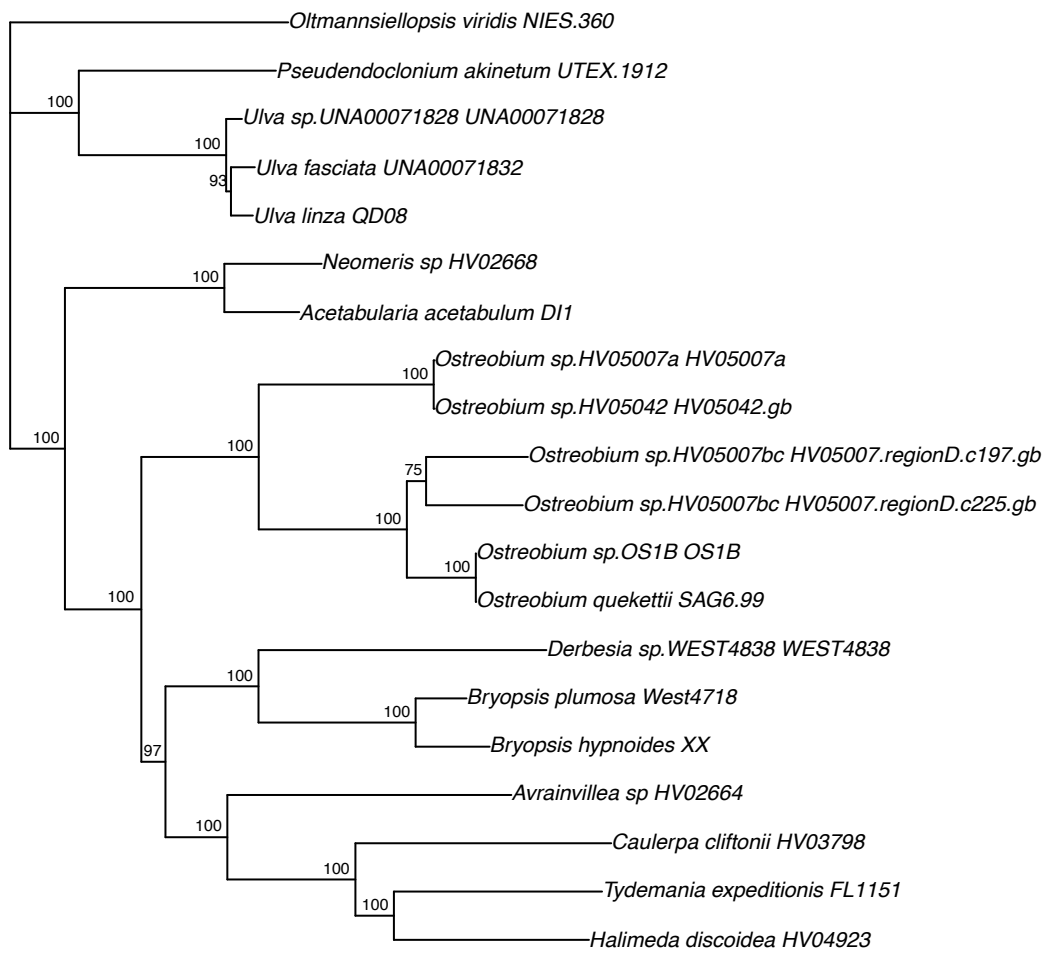 Oltmannsiellopsis viridis NIES.360
Pseudendoclonium akinetum UTEX.1912
100
Ulva sp.UNA00071828 UNA00071828
100
Ulva fasciata UNA00071832
93
Ulva linza QD08
Neomeris sp HV02668
100
Acetabularia acetabulum DI1
Ostreobium sp.HV05007a HV05007a
100
Ostreobium sp.HV05042 HV05042.gb
100
100
Ostreobium sp.HV05007bc HV05007.regionD.c197.gb
75
Ostreobium sp.HV05007bc HV05007.regionD.c225.gb
100
Ostreobium sp.OS1B OS1B
100
Ostreobium quekettii SAG6.99
100
Derbesia sp.WEST4838 WEST4838
100
Bryopsis plumosa West4718
100
Bryopsis hypnoides XX
97
Avrainvillea sp HV02664
100
Caulerpa cliftonii HV03798
100
Tydemania expeditionis FL1151
100
Halimeda discoidea HV04923